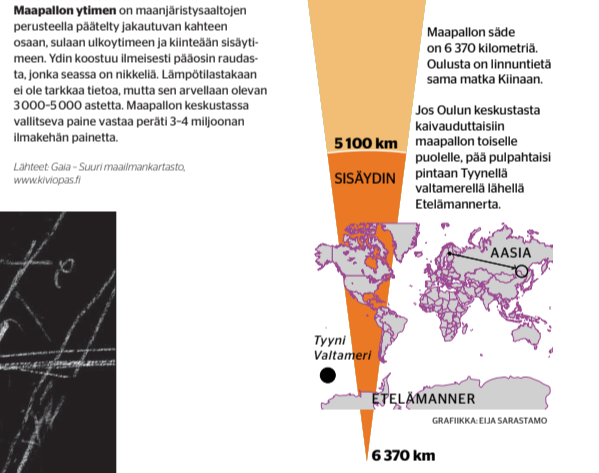 Maapallon ytimen on maanjäristysaaltojen
perusteella päätelty jakautuvan kahteen
osaan, sulaan ulkoytimeen ja kiinteään sisäyti-
meen. Ydin koostuu ilmeisesti pääosin raudas-
ta, jonka seassa on nikkeliä. Lämpötilastakaan
ei ole tarkkaa tietoa, mutta sen arvellaan olevan
3 000–5 000 astetta. Maapallon keskustassa
vallitseva paine vastaa peräti 3–4 miljoonan
ilmakehän painetta.
Lähteet: Gaia – Suuri maailmankartasto,
www.kiviopas.fi
Maapallon säde
on 6 370 kilometriä.
Oulusta on linnuntietä
sama matka Kiinaan.
Jos Oulun keskustasta
kaivauduttaisiin
maapallon toiselle
puolelle, pää pulpahtaisi
pintaan Tyynellä
valtamerellä lähellä
Etelämannerta.
5 100 km
SISÄYDIN
AASIA
Tyyni
Valtameri
ETELÄMANNER
GRAFIIKKA: EIJA SARASTAMO
6 370 km